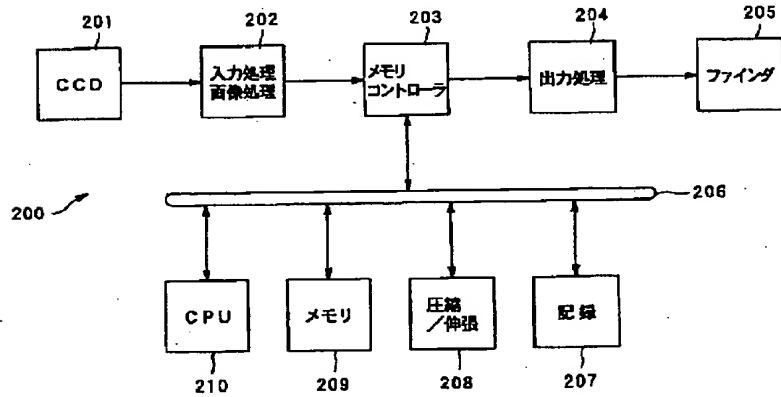 201
202
203
204
205
CCD
入力処理
画像処理
メモリ
コントローラ
出力処理
ファインダ
206
200
CPU
メモリ
圧縮
／伸張
記録
210
209
208
207